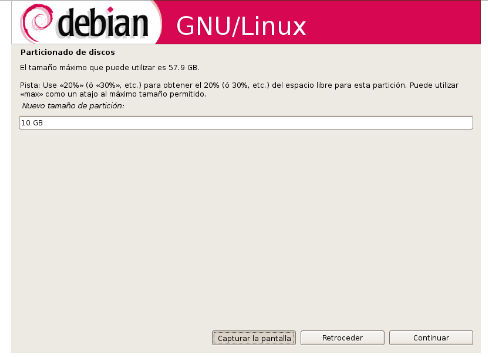 debian GNU/Linux
Particionado de discos
El tamaño máximo que puede utilizar es 57.9 GB.
Pista: Use «20%» (ó «30%», etc.) para obtener el 20% (ó 30%, etc.) del espacio libre para esta partición. Puede utilizar
«max» como un atajo al máximo tamaño permitido.
Nuevo tamaño de partición:
10 GB
Capturar la pantalla Retroceder Continuar